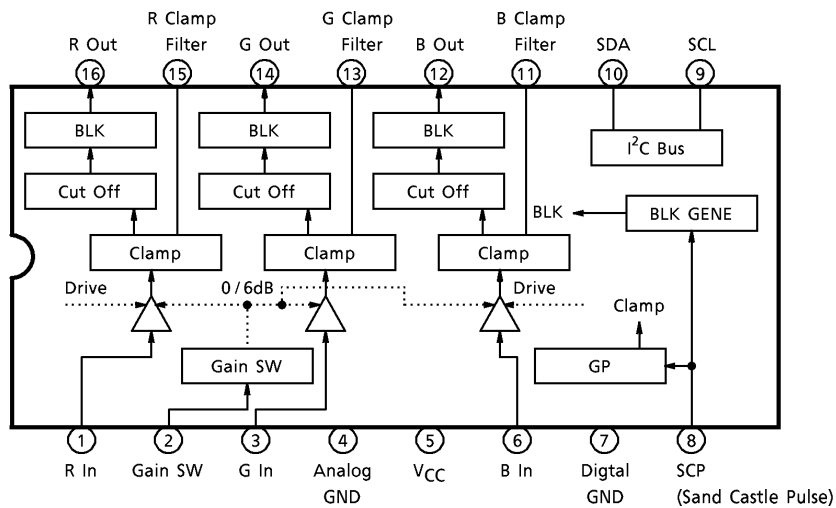 R Clamp G Clamp B Clamp
R Out Filter G Out Filter B Out Filter SDA SCL
16 15 14 13 12 11 10 9
BLK BLK BLK
I²C Bus
Cut Off Cut Off Cut Off
BLK BLK GENE
Clamp Clamp Clamp
Drive 0/6dB Drive
Clamp
Gain SW GP
1 2 3 4 5 6 7 8
R In Gain SW G In Analog VCC B In Digtal SCP
GND GND (Sand Castle Pulse)